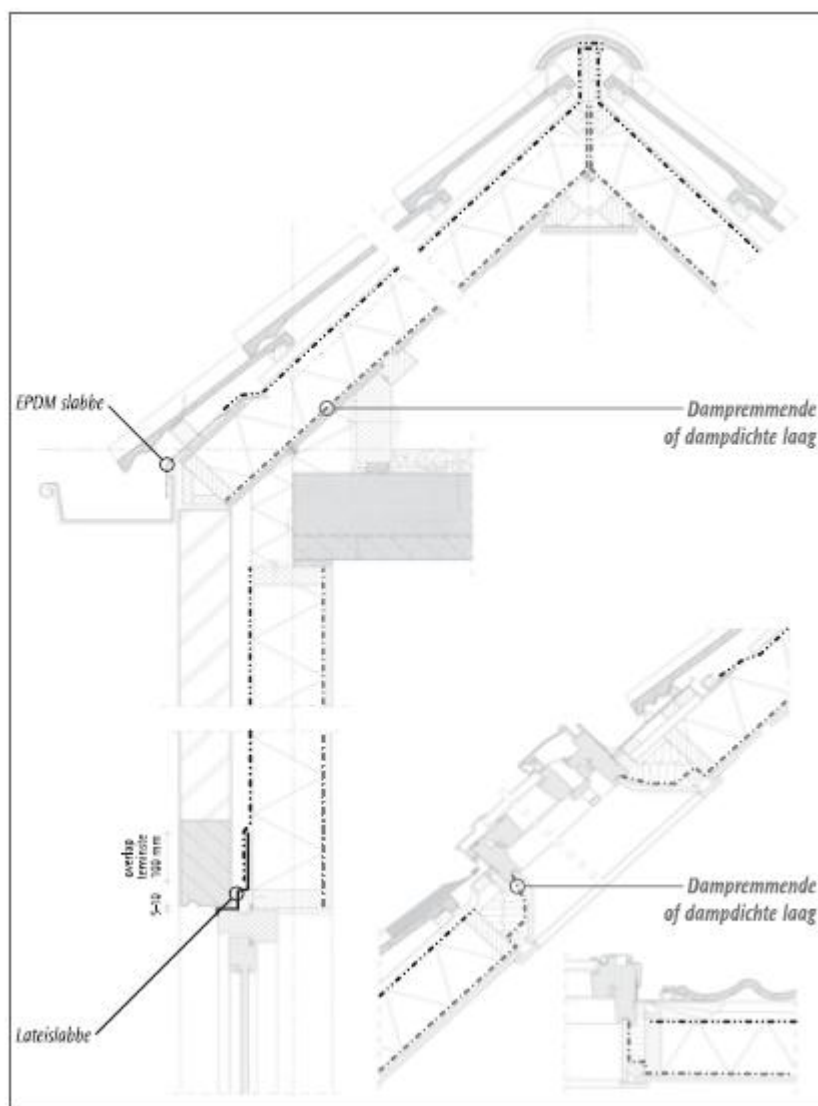 EPDM slabbe
Dampremmende
of dampdichte laag
overlap
tenminste
100 mm
5-10
Dampremmende
of dampdichte laag
Lateislabbe